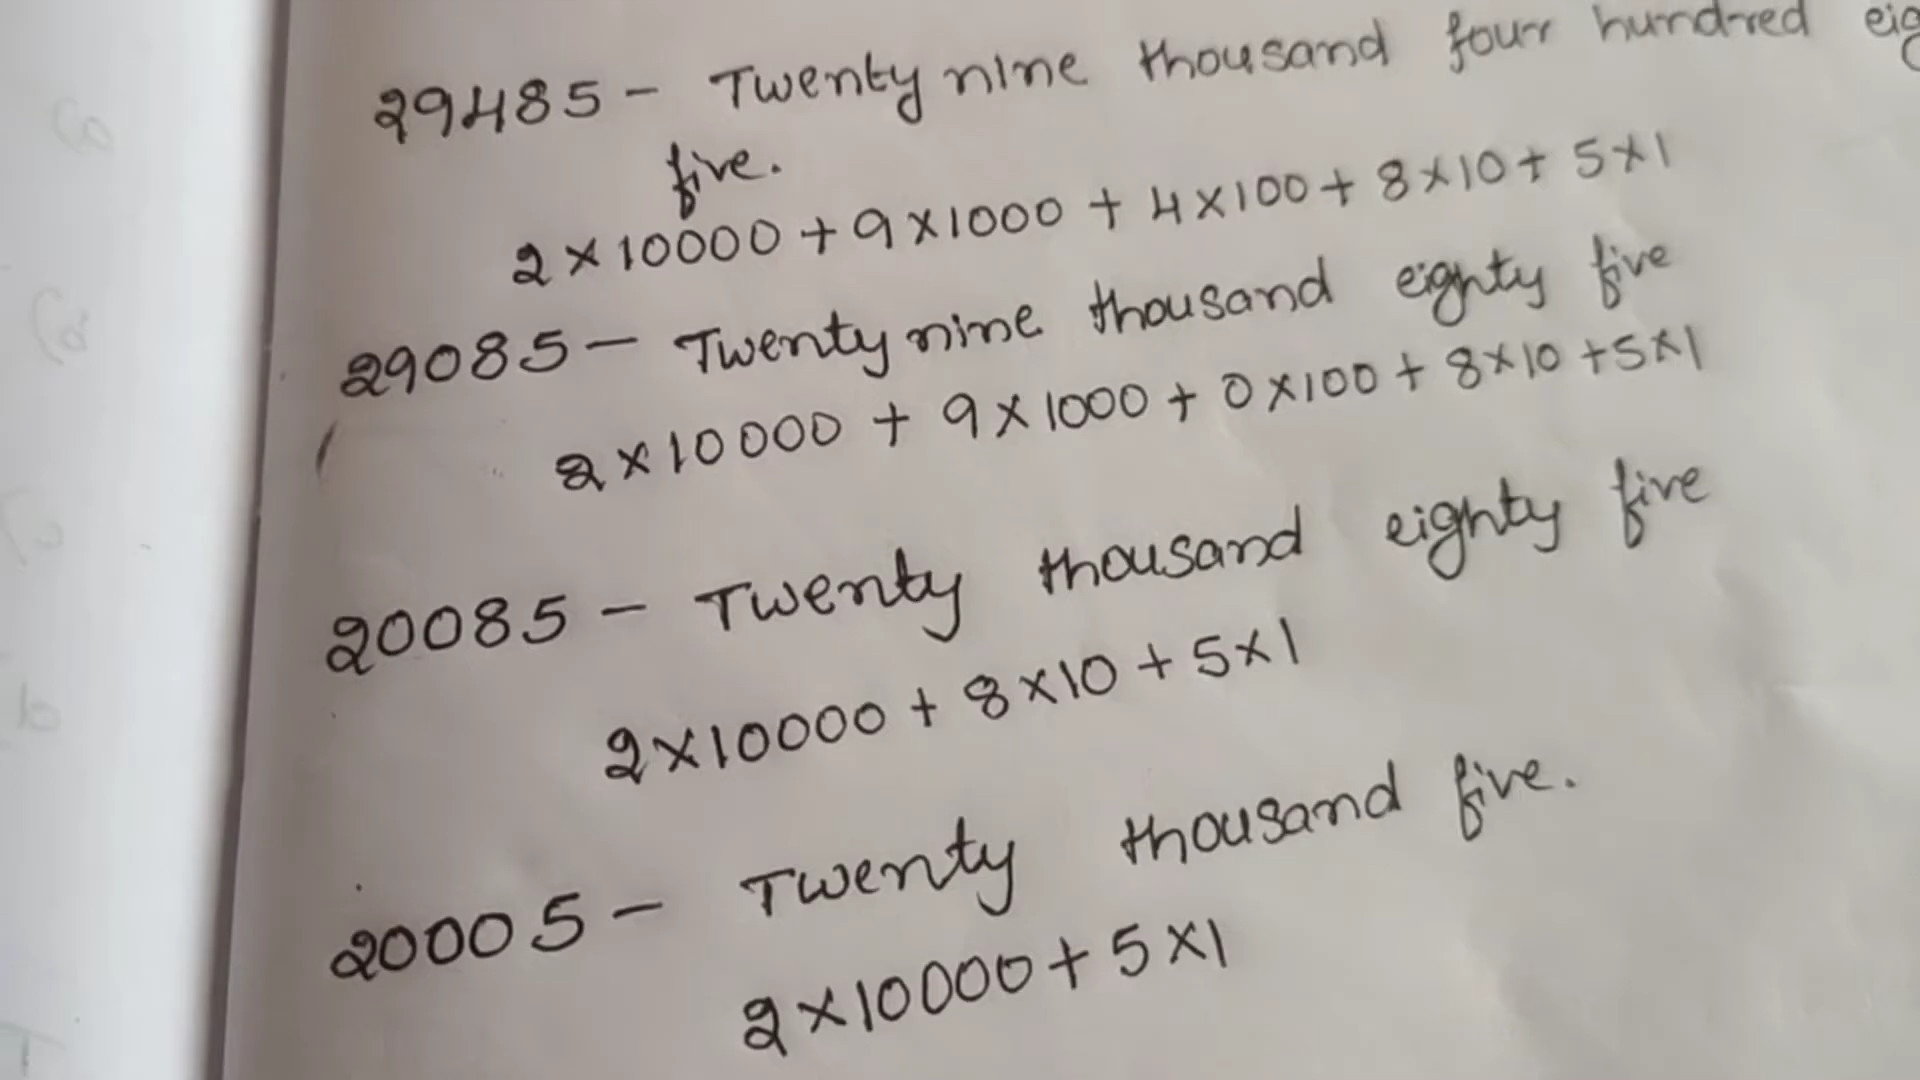 29485 - Twenty nine thousand four hundred
five.
2 × 10000 + 9 × 1000 + 4 × 100 + 8 × 10 + 5 × 1
29085 - Twenty nine thousand eighty five
2 × 10000 + 9 × 1000 + 0 × 100 + 8 × 10 + 5 × 1
20085 - Twenty thousand eighty five
2 × 10000 + 8 × 10 + 5 × 1
20005 - Twenty thousand five.
2 × 10000 + 5 × 1